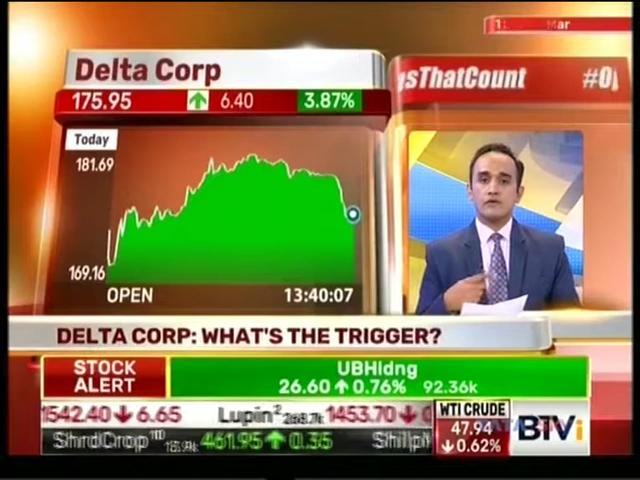 Mar
Delta Corp
175.95 6.40 3.87%
sThatCount #O
Today
181.69
169.16
OPEN 13:40:07
DELTA CORP: WHAT'S THE TRIGGER?
STOCK ALERT
UBHldng
26.60 0.76% 92.36k
1542.40 6.65 Lupin 1453.70
ShrdCrop 461.95 0.35
WTI CRUDE
47.94
0.62%
BTVi